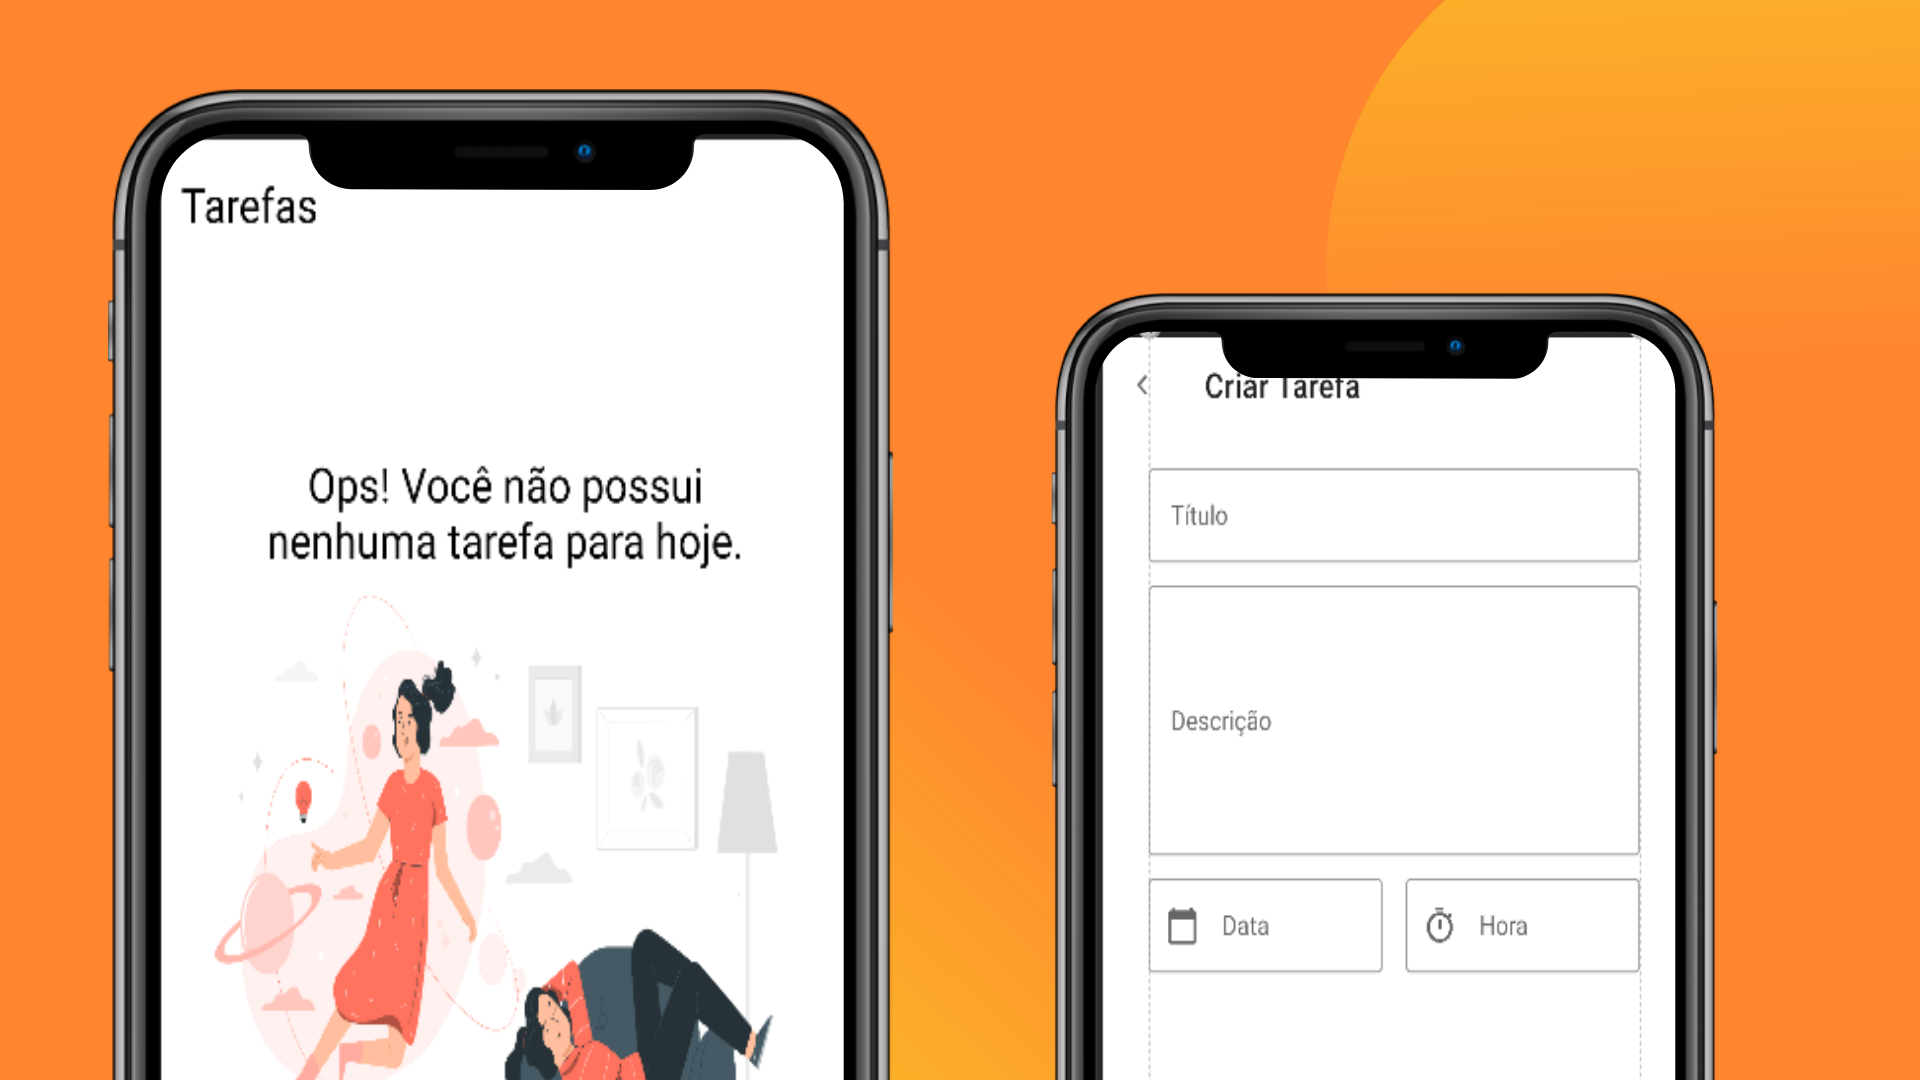 Tarefas
Ops! Você não possui
nenhuma tarefa para hoje.
Criar Tarefa
Título
Descrição
Data
Hora